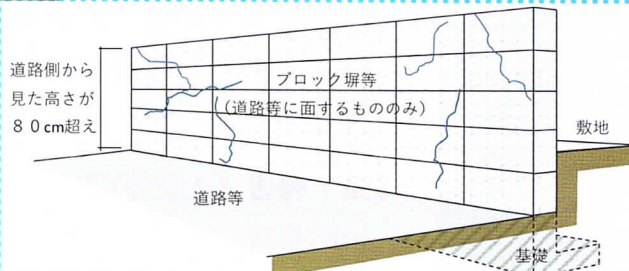 道路側から
見た高さが
８０cm超え
ブロック塀等
（道路等に面するもののみ）
敷地
道路等
基礎